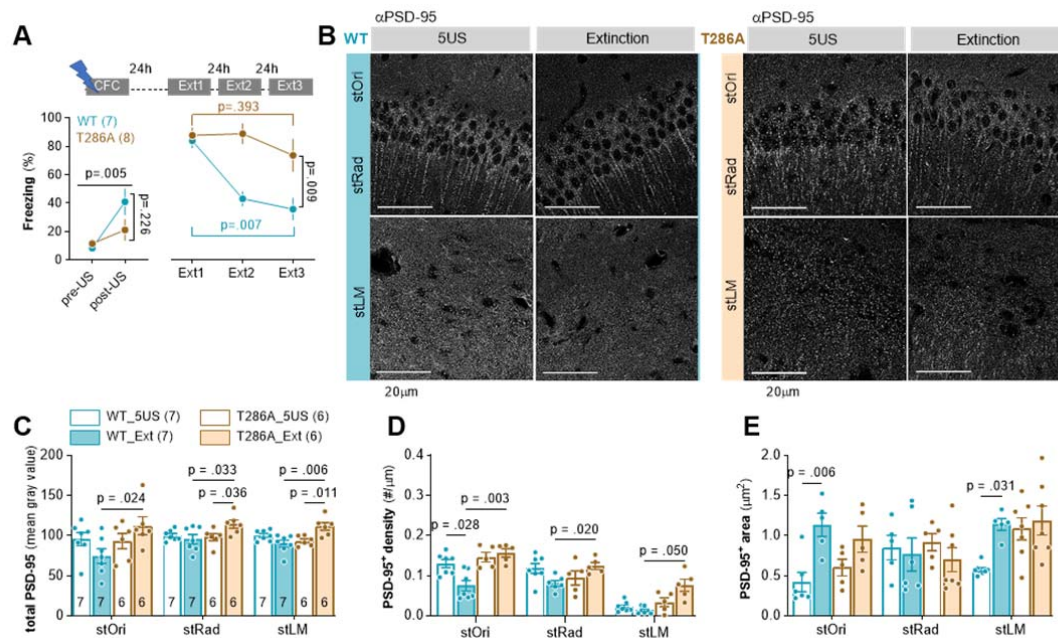 A
24h
24h
24h
CFC
Ext1
Ext2
Ext3
WT (7)
T286A (8)
p=.393
p=.005
p=.226
p=.007
p=.009
Freezing (%)
100
80
60
40
20
0
pre-US
post-US
Ext1
Ext2
Ext3
B
αPSD-95
WT
5US
Extinction
stOri
stRad
stLM
20μm
αPSD-95
T286A
5US
Extinction
stOri
stRad
stLM
20μm
C
WT_5US (7)
T286A_5US (6)
WT_Ext (7)
T286A_Ext (6)
total PSD-95 (mean gray value)
200
150
100
50
0
p = .024
p = .033
p = .036
p = .006
p = .011
7 7 6 6
7 7 6 6
7 7 6 6
stOri
stRad
stLM
D
PSD-95⁺ density (#/μm)
0.4
0.3
0.2
0.1
0.0
p = .003
p = .028
p = .020
p = .050
stOri
stRad
stLM
E
PSD-95⁺ area (μm²)
2.0
1.5
1.0
0.5
0.0
p = .006
p = .031
stOri
stRad
stLM